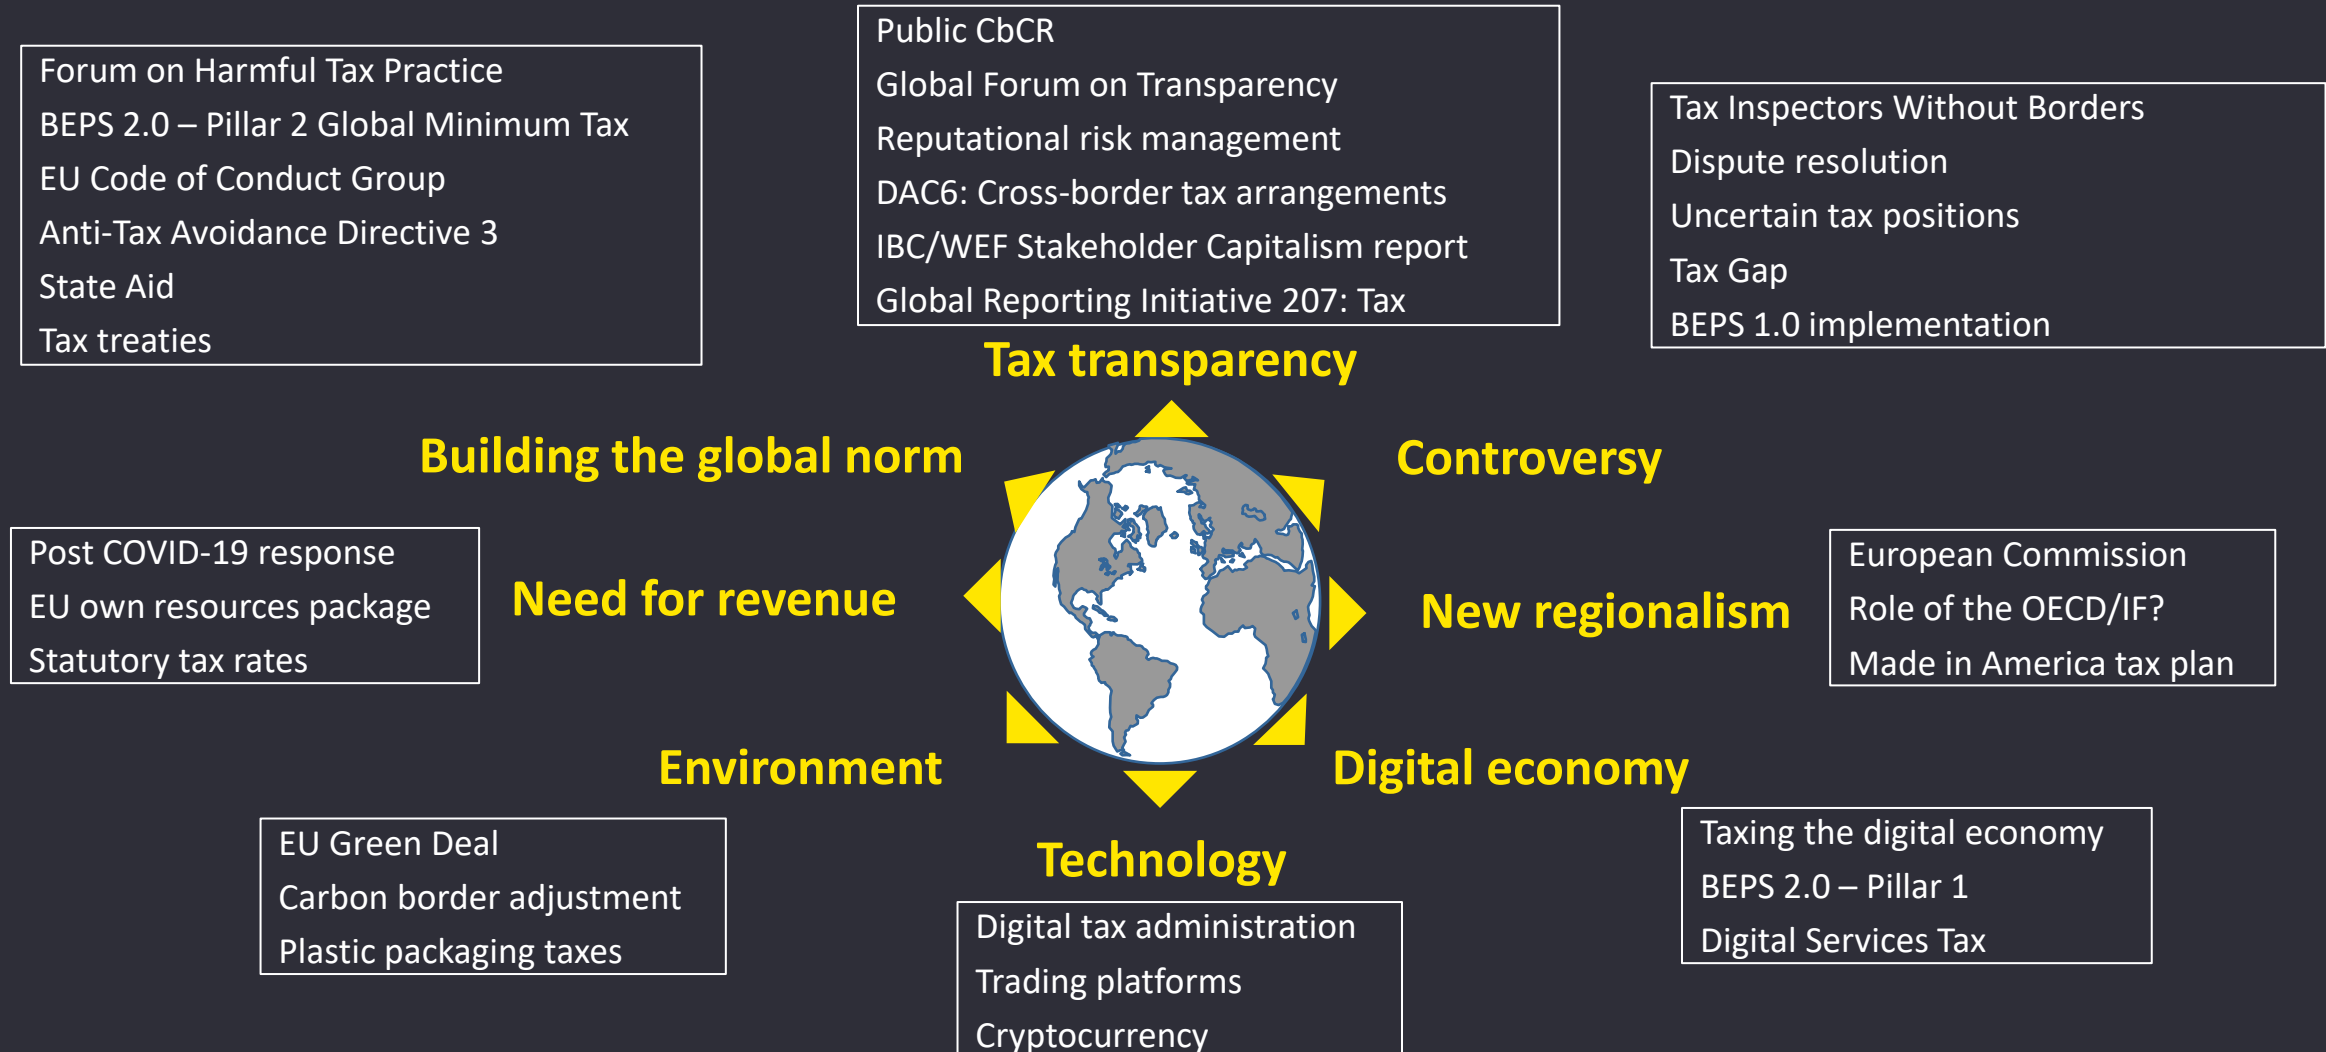 Forum on Harmful Tax Practice
BEPS 2.0 – Pillar 2 Global Minimum Tax
EU Code of Conduct Group
Anti-Tax Avoidance Directive 3
State Aid
Tax treaties
Building the global norm
Public CbCR
Global Forum on Transparency
Reputational risk management
DAC6: Cross-border tax arrangements
IBC/WEF Stakeholder Capitalism report
Global Reporting Initiative 207: Tax
Tax transparency
Tax Inspectors Without Borders
Dispute resolution
Uncertain tax positions
Tax Gap
BEPS 1.0 implementation
Controversy
Post COVID-19 response
EU own resources package
Statutory tax rates
Need for revenue
New regionalism
European Commission
Role of the OECD/IF?
Made in America tax plan
Environment
EU Green Deal
Carbon border adjustment
Plastic packaging taxes
Technology
Digital tax administration
Trading platforms
Cryptocurrency
Digital economy
Taxing the digital economy
BEPS 2.0 – Pillar 1
Digital Services Tax